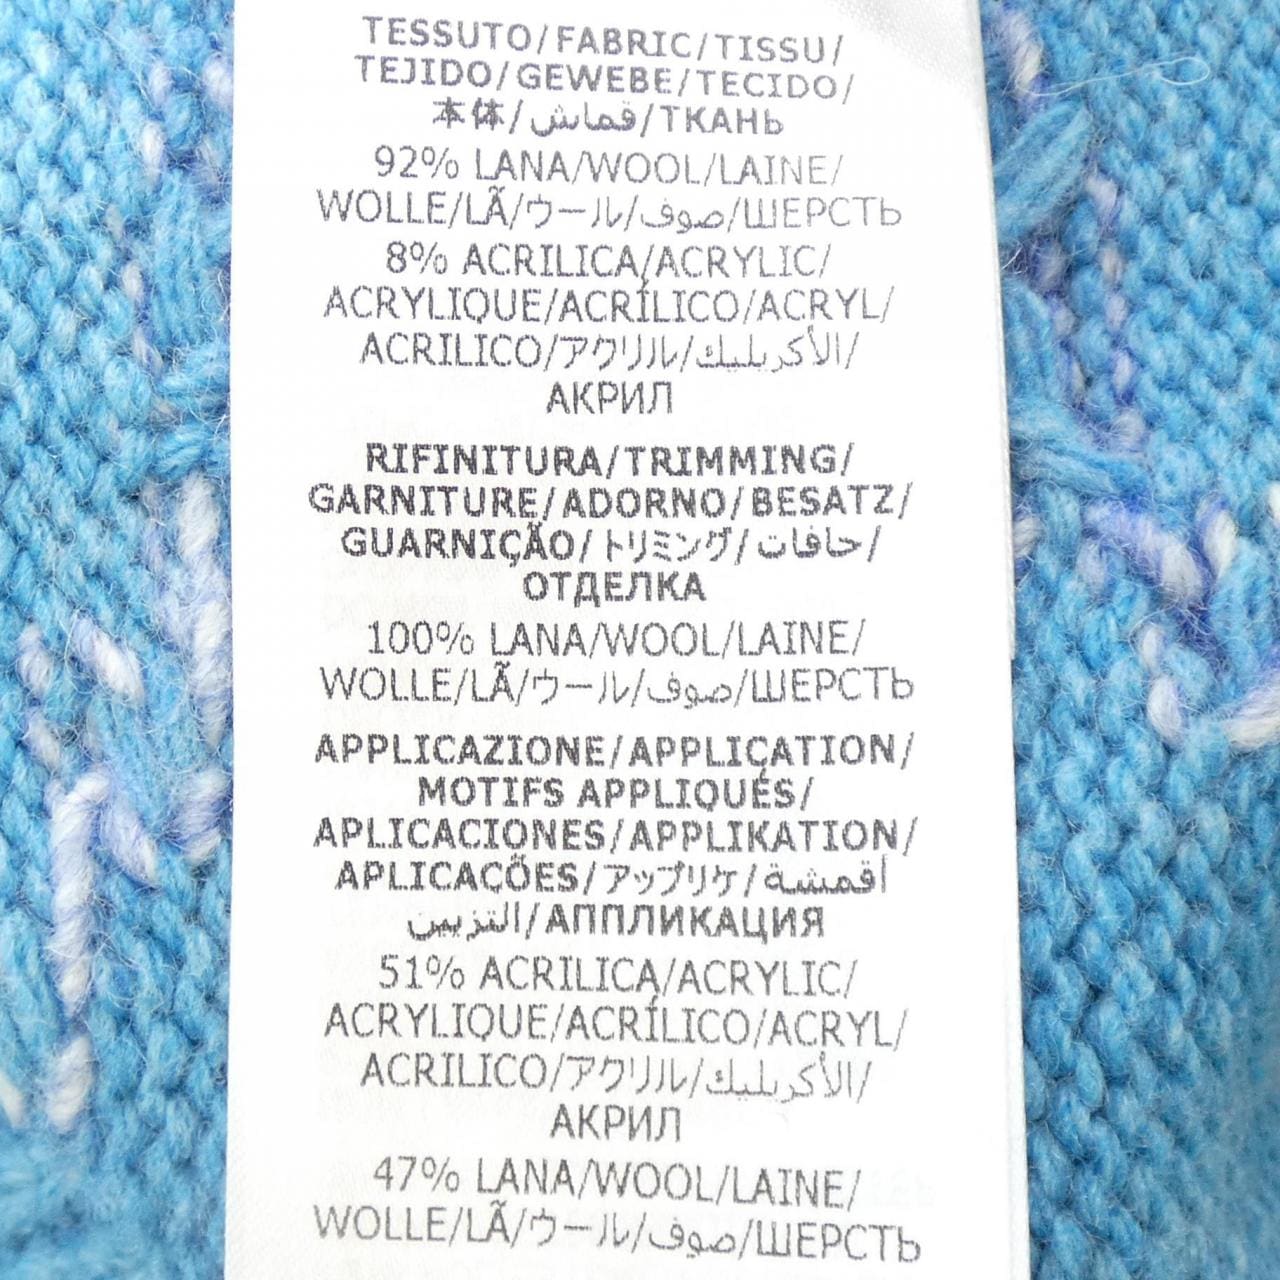 TESSUTO/FABRIC/TISSU/
TEJIDO/GEWEBE/TECIDO/
本体/قماش/ТКАНЬ
92% LANA/WOOL/LAINE/
WOLLE/LÃ/ウール/صوف/ШЕРСТЬ
8% ACRILICA/ACRYLIC/
ACRYLIQUE/ACRÍLICO/ACRYL/
ACRILICO/アクリル/الأكريليك/
АКРИЛ
RIFINITURA/TRIMMING/
GARNITURE/ADORNO/BESATZ/
GUARNIÇÃO/トリミング/حافات/
ОТДЕЛКА
100% LANA/WOOL/LAINE/
WOLLE/LÃ/ウール/صوف/ШЕРСТЬ
APPLICAZIONE/APPLICATION/
MOTIFS APPLIQUÉS/
APLICACIONES/APPLIKATION/
APLICACÕES/アップリケ/أقمشة
التزيين/АППЛИКАЦИЯ
51% ACRILICA/ACRYLIC/
ACRYLIQUE/ACRÍLICO/ACRYL/
ACRILICO/アクリル/الأكريليك/
АКРИЛ
47% LANA/WOOL/LAINE/
WOLLE/LÃ/ウール/صوف/ШЕРСТЬ